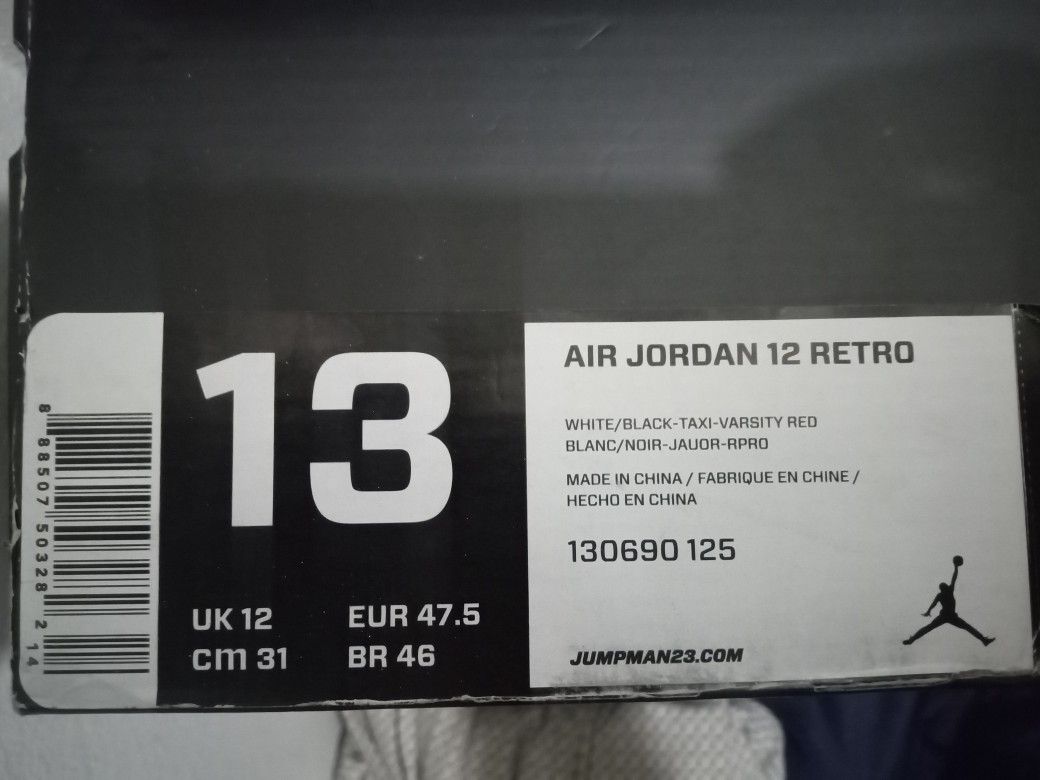 8 88507 50328 2 14
13
UK 12 EUR 47.5
cm 31 BR 46
AIR JORDAN 12 RETRO
WHITE/BLACK-TAXI-VARSITY RED
BLANC/NOIR-JAUOR-RPRO
MADE IN CHINA / FABRIQUE EN CHINE /
HECHO EN CHINA
130690 125
JUMPMAN23.COM